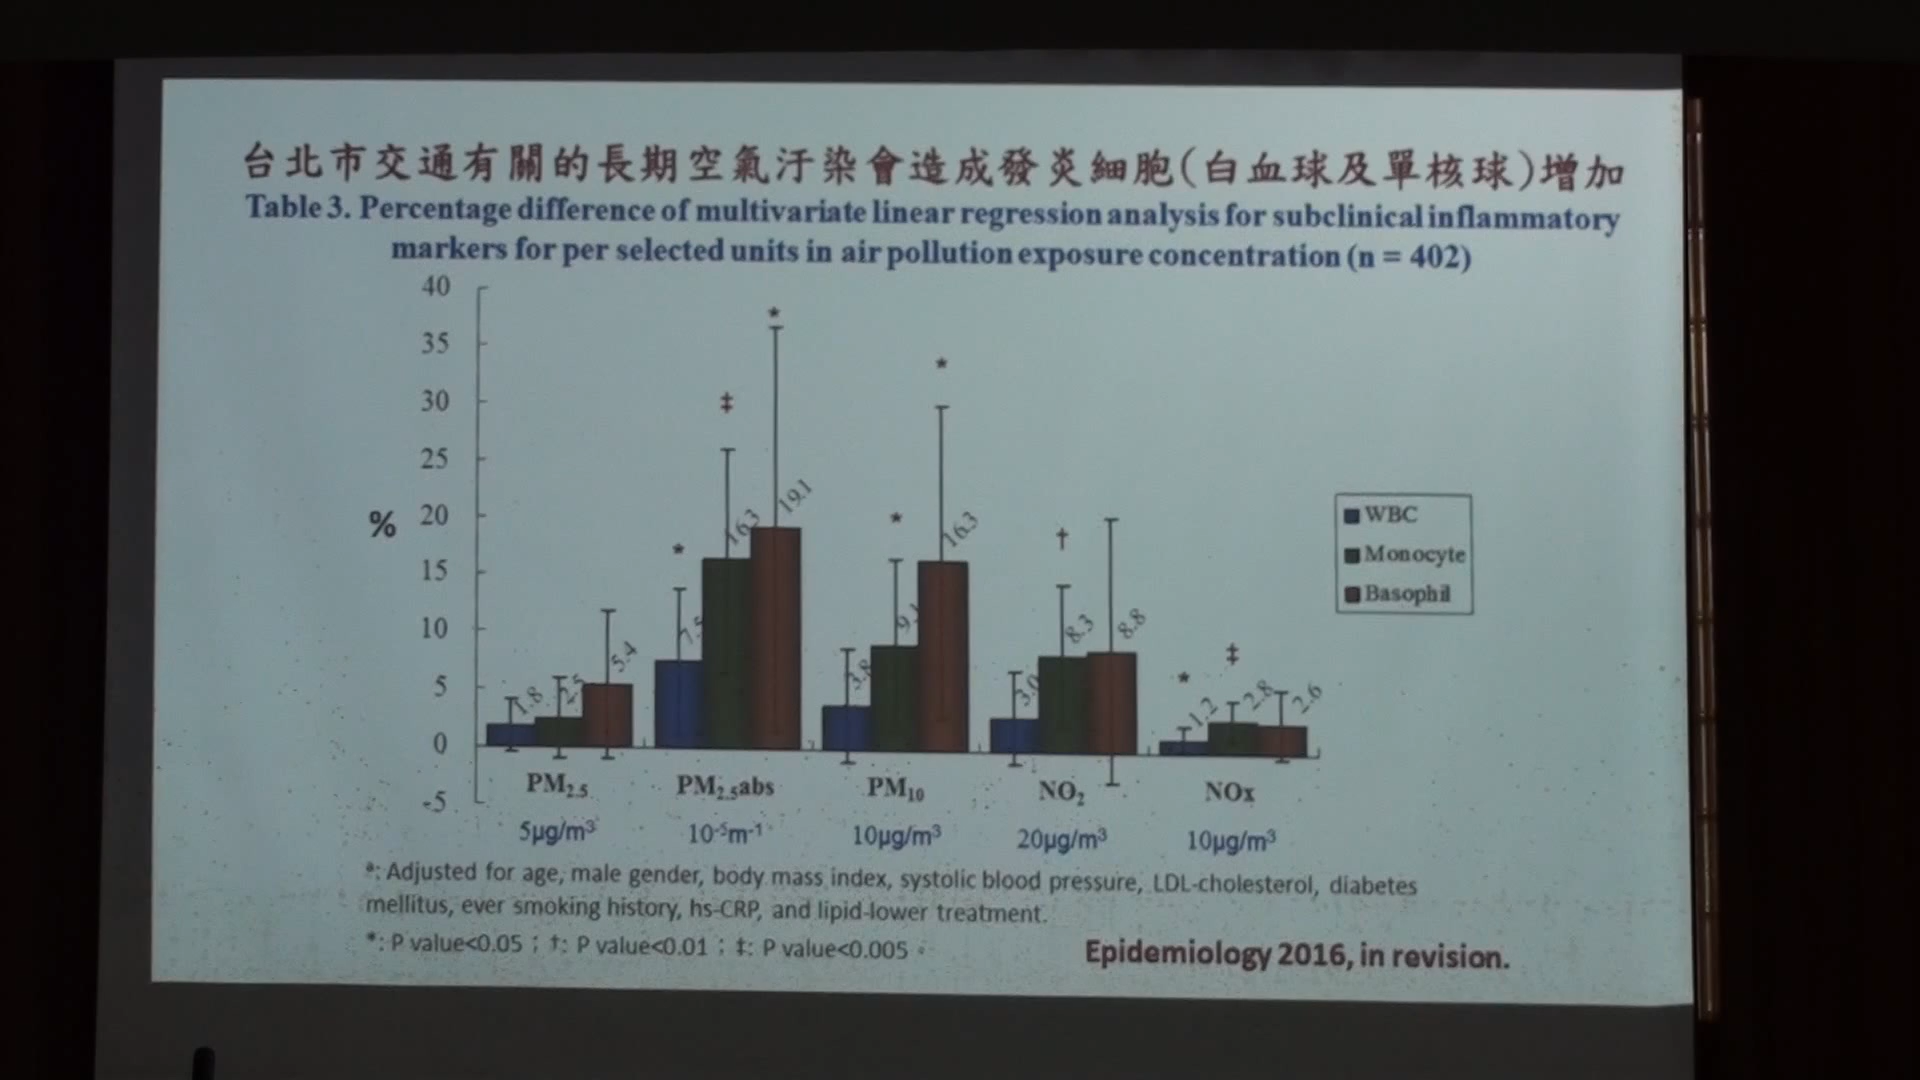 台北市交通有關的長期空氣汙染會造成發炎細胞(白血球及單核球)增加
Table 3. Percentage difference of multivariate linear regression analysis for subclinical inflammatory
markers for per selected units in air pollution exposure concentration (n = 402)
40
35
30
25
20
15
10
5
0
-5
%
1.8
2.5
5.4
*
7.5
‡
16.3
*
19.1
3.8
*
9.1
*
16.3
3.0
†
8.3
8.8
*
1.2
‡
2.8
2.6
WBC
Monocyte
Basophil
PM2.5 PM2.5abs PM10 NO2 NOx
5µg/m³ 10⁻⁵m⁻¹ 10µg/m³ 20µg/m³ 10µg/m³
ª: Adjusted for age, male gender, body mass index, systolic blood pressure, LDL-cholesterol, diabetes
mellitus, ever smoking history, hs-CRP, and lipid-lower treatment.
*: P value<0.05；†: P value<0.01；‡: P value<0.005。
Epidemiology 2016, in revision.